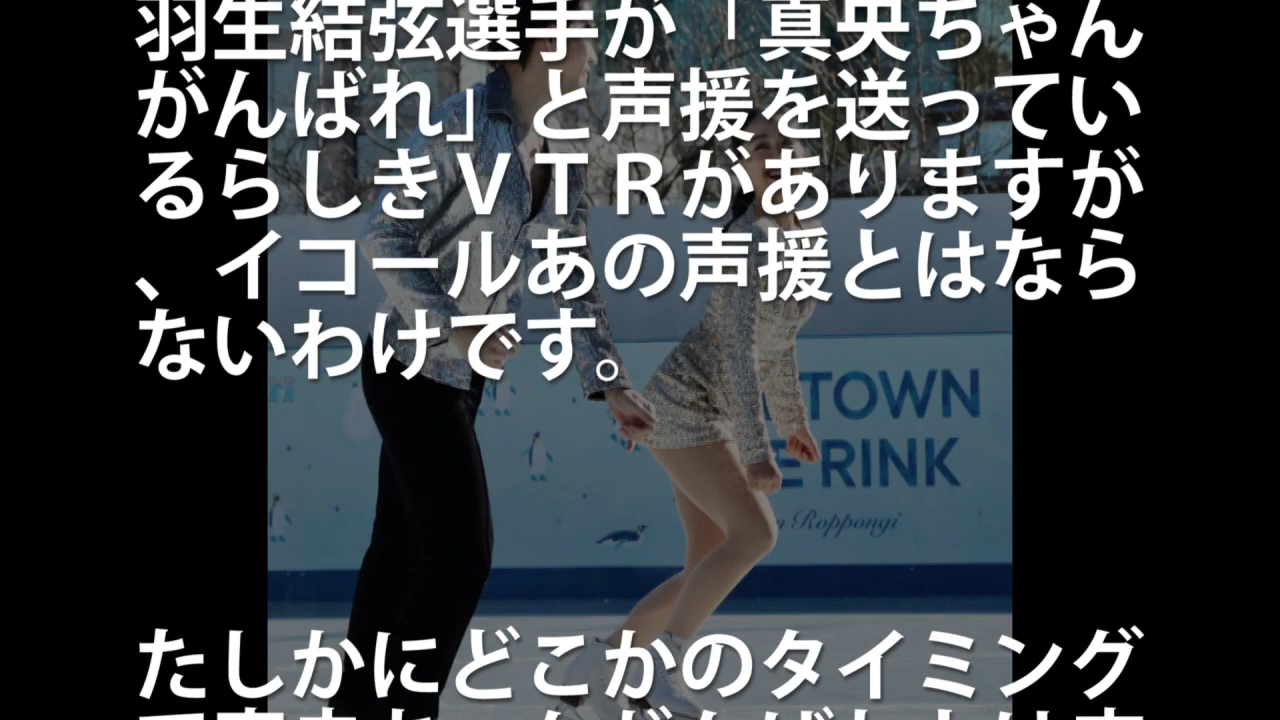 羽生結弦選手が「真央ちゃん
がんばれ」と声援を送ってい
るらしきＶＴＲがありますが
、イコールあの声援とはなら
ないわけです。
TOWN
RINK
Roppongi
たしかにどこかのタイミング